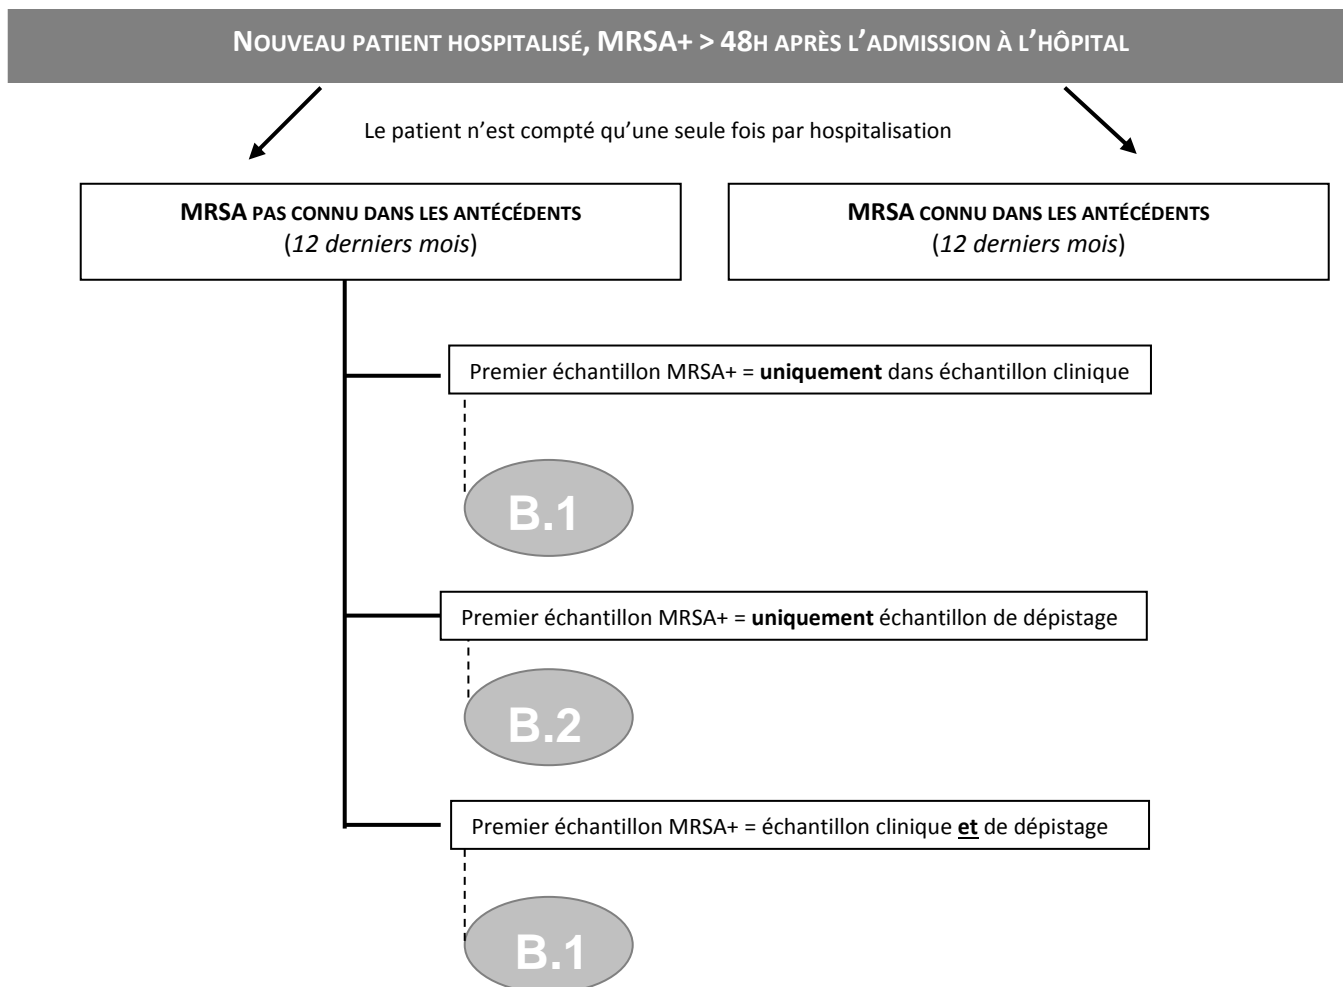 NOUVEAU PATIENT HOSPITALISÉ, MRSA+ > 48H APRÈS L'ADMISSION À L'HÔPITAL
Le patient n'est compté qu'une seule fois par hospitalisation
MRSA PAS CONNU DANS LES ANTÉCÉDENTS
(12 derniers mois)
MRSA CONNU DANS LES ANTÉCÉDENTS
(12 derniers mois)
Premier échantillon MRSA+ = uniquement dans échantillon clinique
B.1
Premier échantillon MRSA+ = uniquement échantillon de dépistage
B.2
Premier échantillon MRSA+ = échantillon clinique et de dépistage
B.1